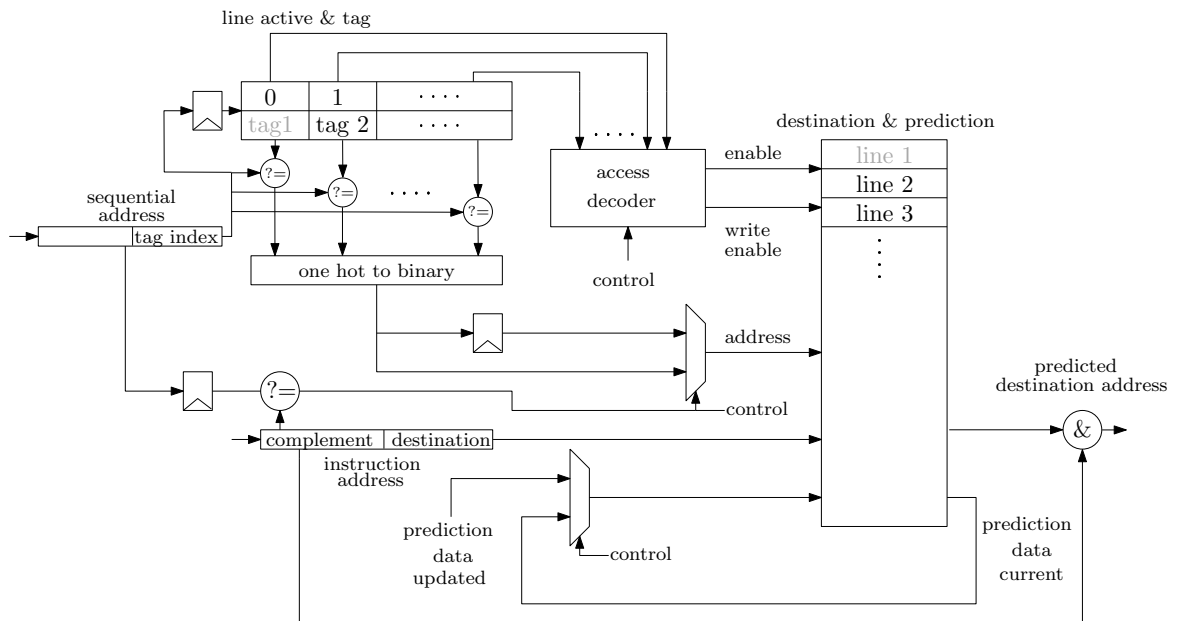 line active & tag
0 1 . . . .
tag1 tag 2 . . . .
?=
?=
. . . .
?=
sequential
address
tag index
one hot to binary
. . . .
access
decoder
control
enable
write
enable
destination & prediction
line 1
line 2
line 3
address
?=
control
complement destination
instruction
address
predicted
destination address
&
prediction
data
updated
control
prediction
data
current